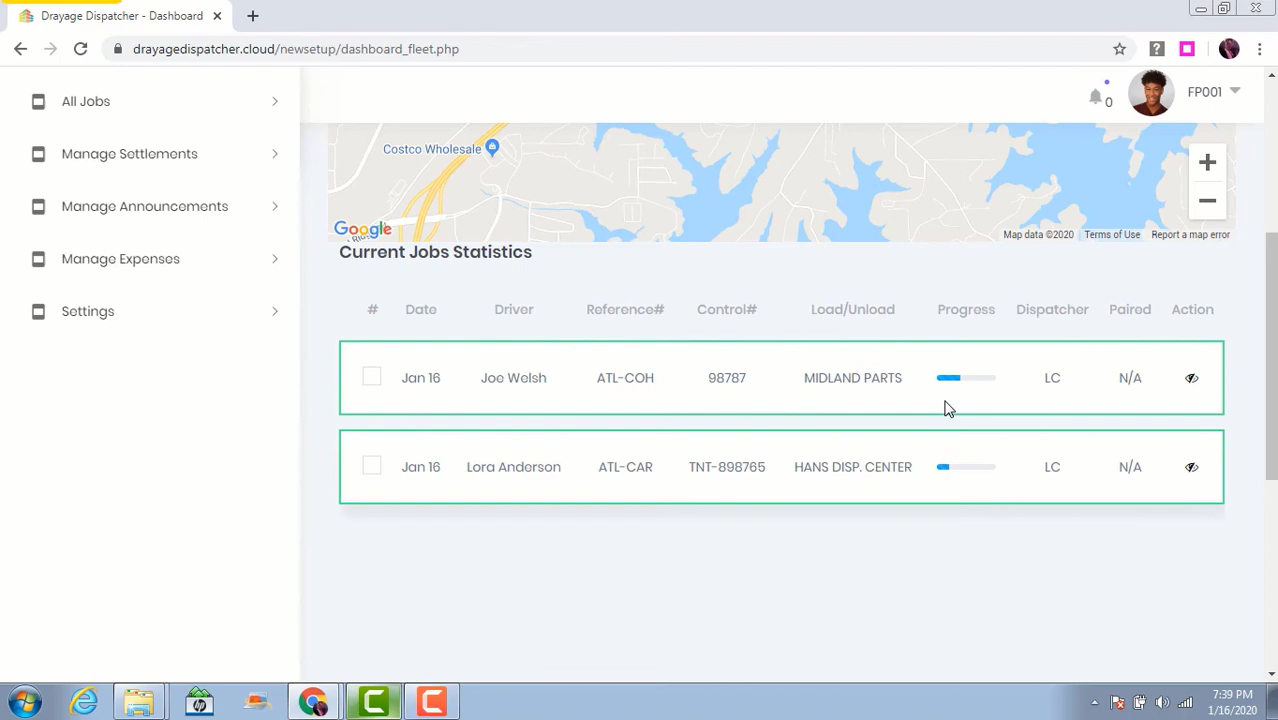 Drayage Dispatcher - Dashboard
drayagedispatcher.cloud/newsetup/dashboard_fleet.php
All Jobs
Manage Settlements
Manage Announcements
Manage Expenses
Settings
0
FP001
Costco Wholesale
Google
Map data ©2020 Terms of Use Report a map error
Current Jobs Statistics
# Date Driver Reference# Control# Load/Unload Progress Dispatcher Paired Action
Jan 16 Joe Welsh ATL-COH 98787 MIDLAND PARTS LC N/A
Jan 16 Lora Anderson ATL-CAR TNT-898765 HANS DISP. CENTER LC N/A
7:39 PM
1/16/2020